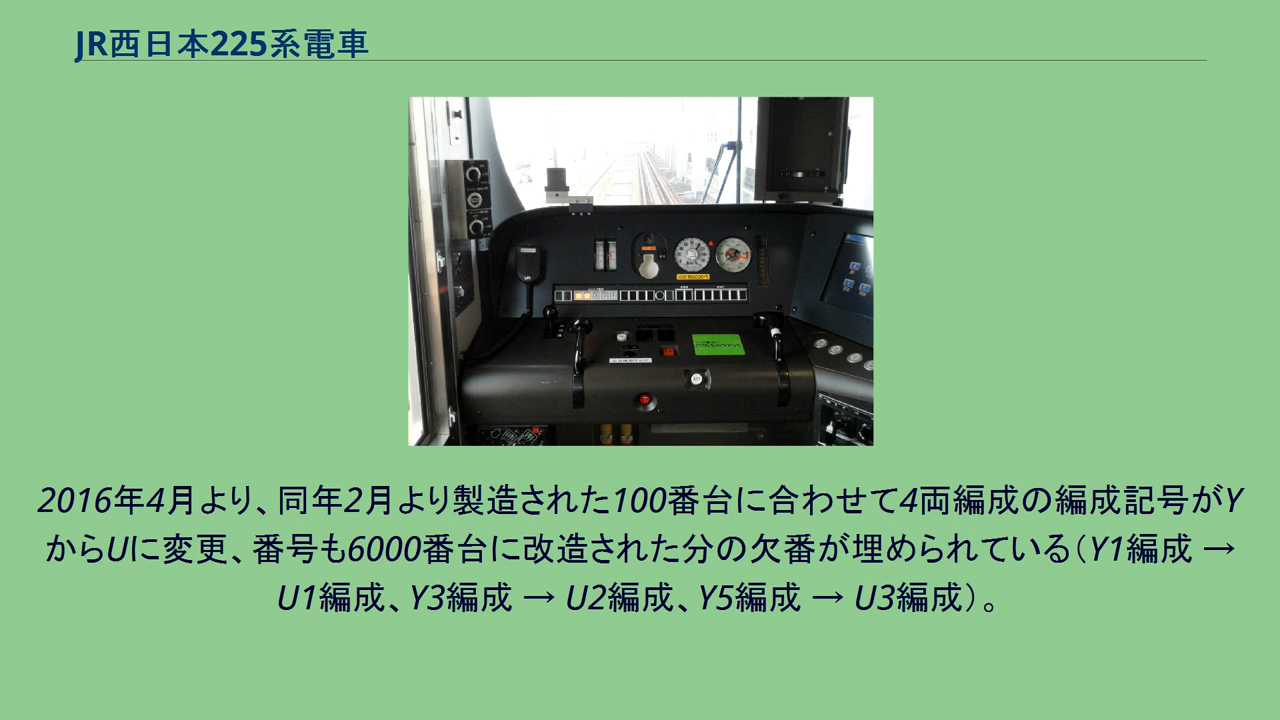 JR西日本225系電車
2016年4月より、同年2月より製造された100番台に合わせて4両編成の編成記号がY
からUに変更、番号も6000番台に改造された分の欠番が埋められている（Y1編成 →
U1編成、Y3編成 → U2編成、Y5編成 → U3編成）。